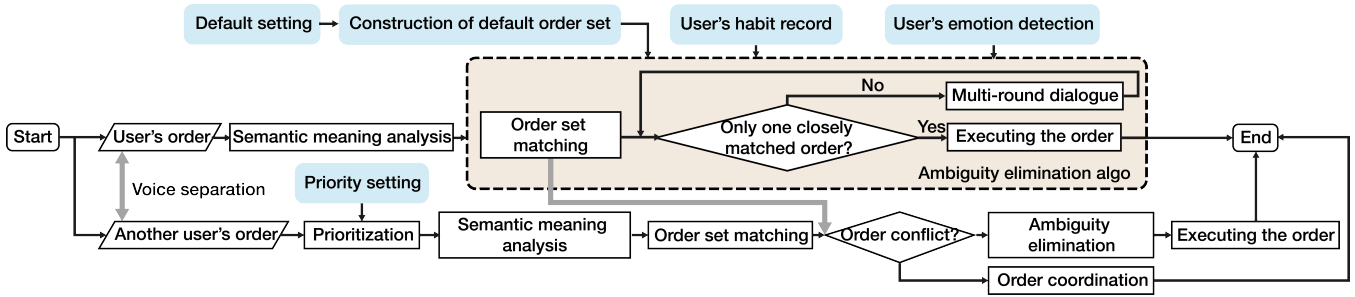 Default setting
Construction of default order set
User's habit record
User's emotion detection
No
Multi-round dialogue
Start
User's order
Semantic meaning analysis
Order set
matching
Only one closely
matched order?
Yes
Executing the order
End
Ambiguity elimination algo
Voice separation
Priority setting
Another user's order
Prioritization
Semantic meaning
analysis
Order set matching
Order conflict?
Ambiguity
elimination
Executing the order
Order coordination